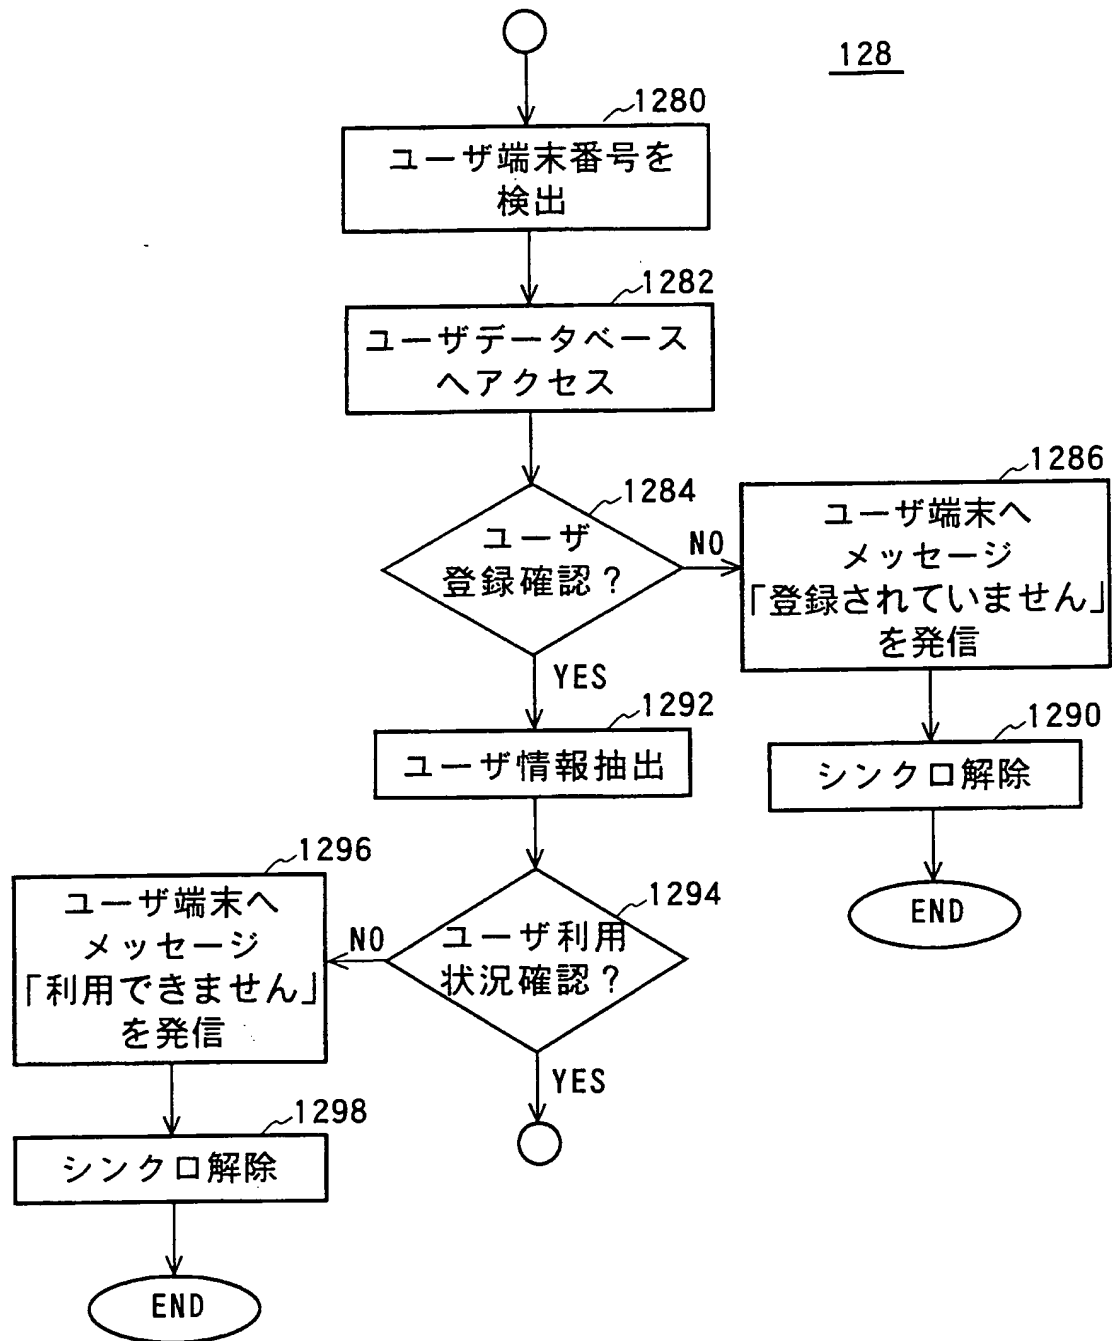 128
1280
ユーザ端末番号を
検出
1282
ユーザデータベース
へアクセス
1284
ユーザ
登録確認?
NO
YES
1286
ユーザ端末へ
メッセージ
「登録されていません」
を発信
1290
シンクロ解除
END
1292
ユーザ情報抽出
1294
ユーザ利用
状況確認?
NO
YES
1296
ユーザ端末へ
メッセージ
「利用できません」
を発信
1298
シンクロ解除
END